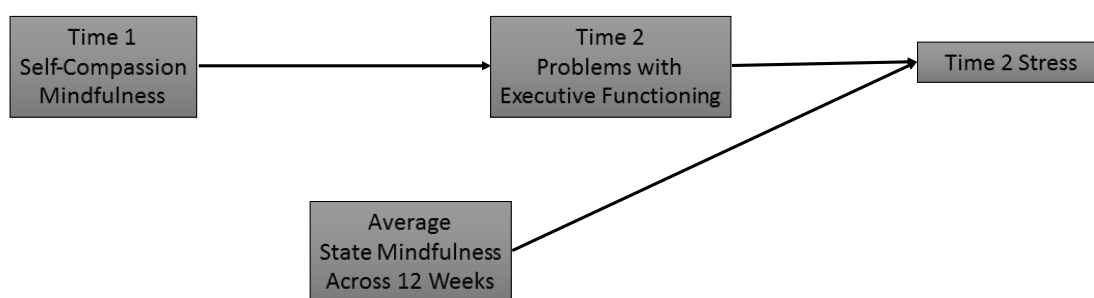 Time 1
Self-Compassion
Mindfulness
Time 2
Problems with
Executive Functioning
Time 2 Stress
Average
State Mindfulness
Across 12 Weeks